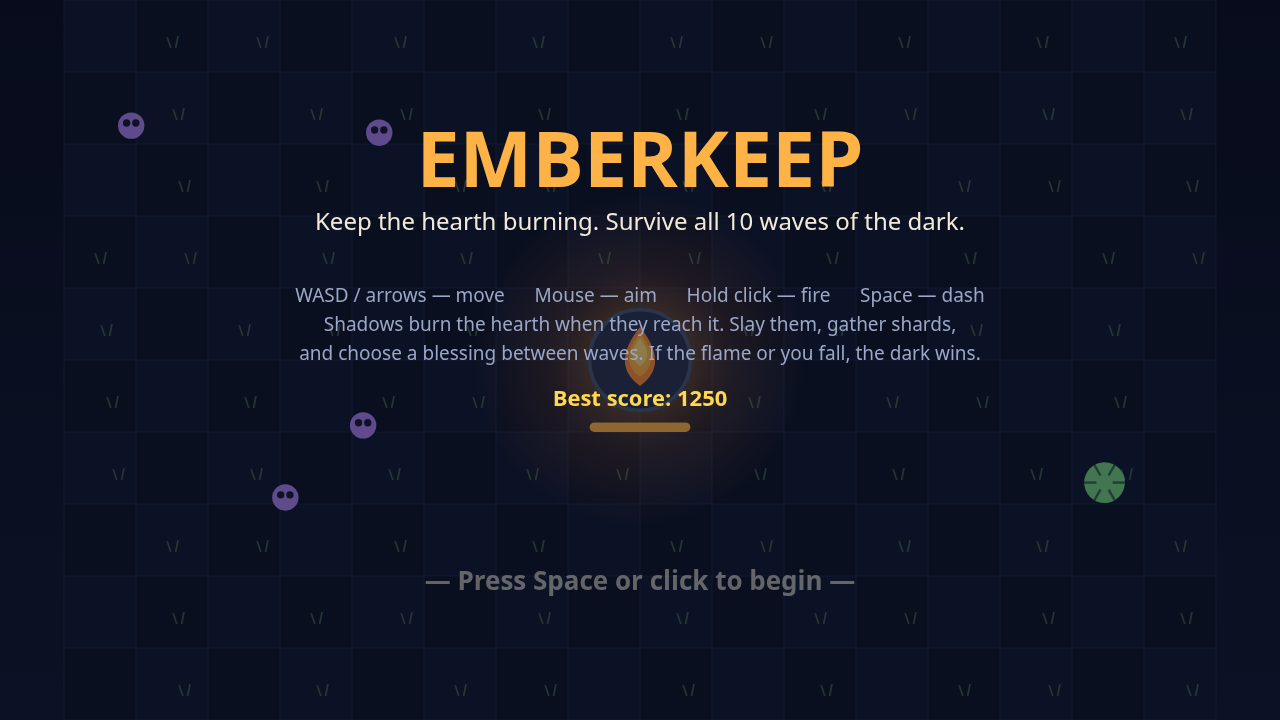 EMBERKEEP
Keep the hearth burning. Survive all 10 waves of the dark.
WASD / arrows — move Mouse — aim Hold click — fire Space — dash
Shadows burn the hearth when they reach it. Slay them, gather shards,
and choose a blessing between waves. If the flame or you fall, the dark wins.
Best score: 1250
— Press Space or click to begin —